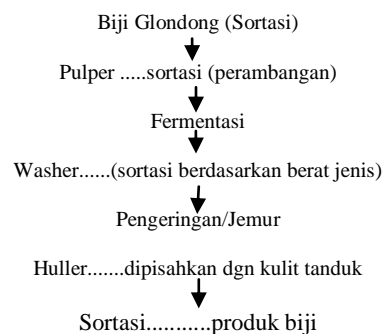 Biji Glondong (Sortasi)
Pulper .....sortasi (perambangan)
Fermentasi
Washer......(sortasi berdasarkan berat jenis)
Pengeringan/Jemur
Huller.......dipisahkan dgn kulit tanduk
Sortasi...........produk biji